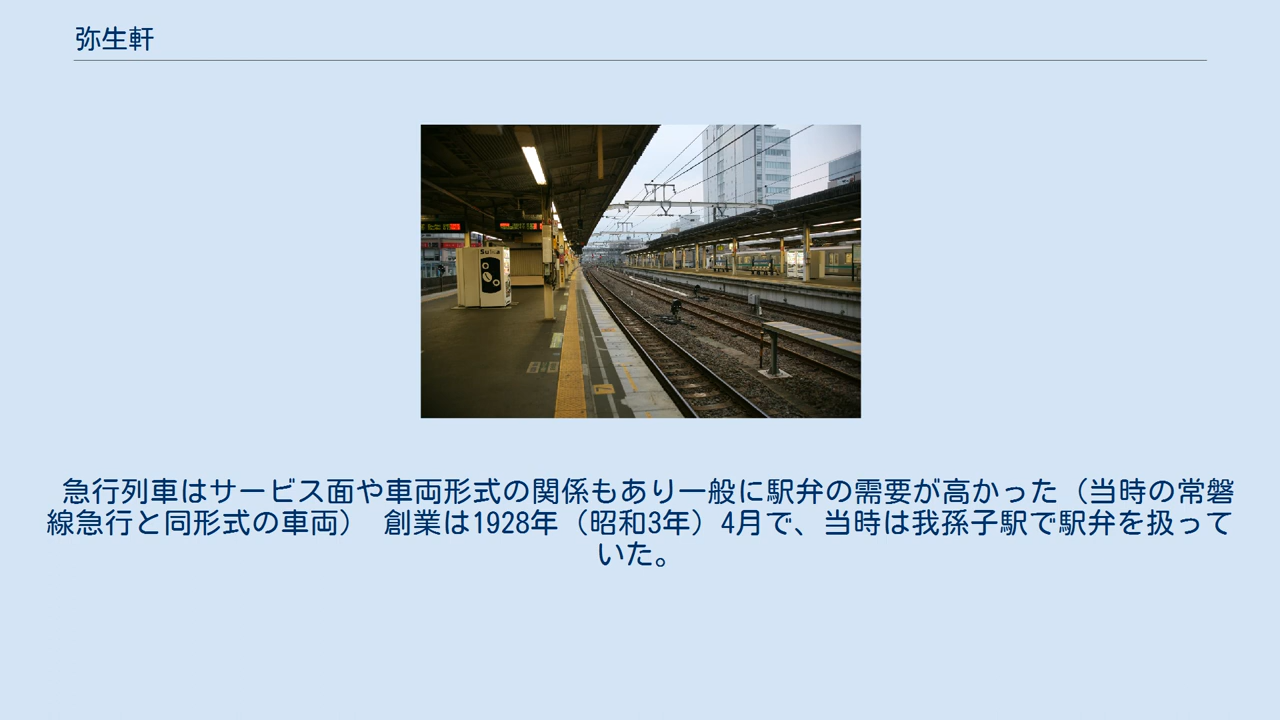 弥生軒
Suica
急行列車はサービス面や車両形式の関係もあり一般に駅弁の需要が高かった（当時の常磐
線急行と同形式の車両）　創業は1928年（昭和3年）4月で、当時は我孫子駅で駅弁を扱って
いた。